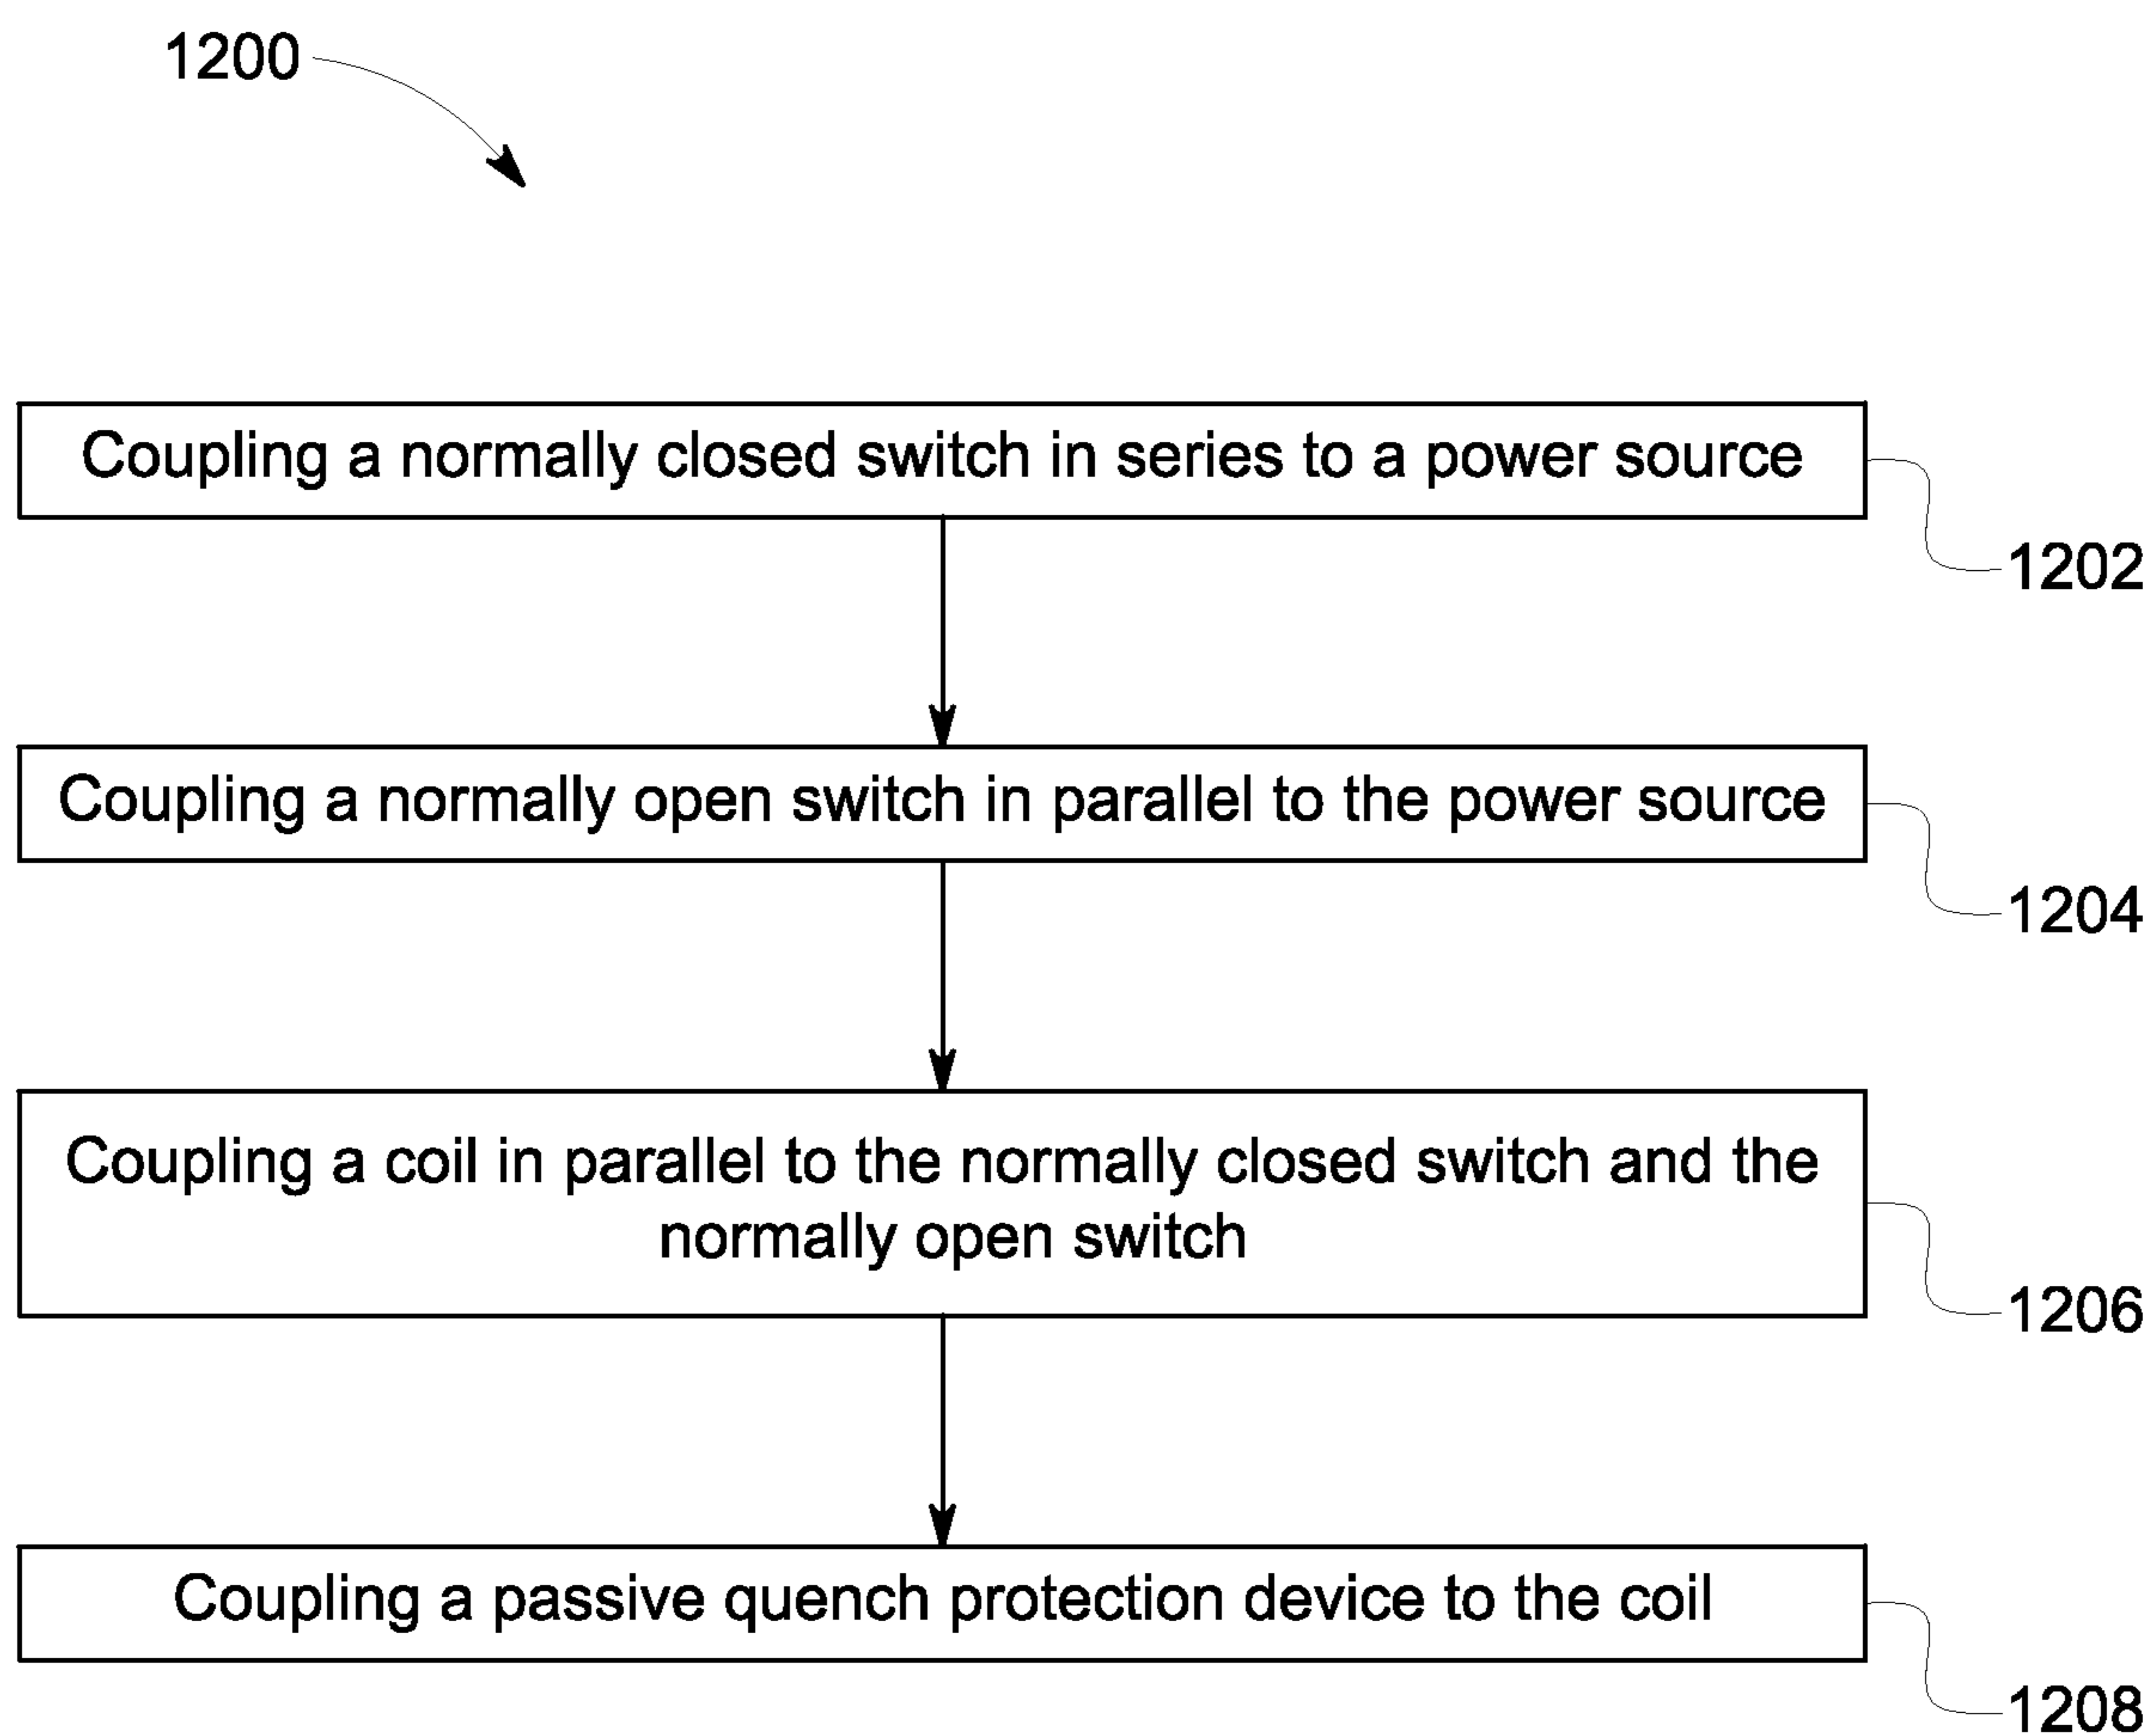 1200
Coupling a normally closed switch in series to a power source
1202
Coupling a normally open switch in parallel to the power source
1204
Coupling a coil in parallel to the normally closed switch and the
normally open switch
1206
Coupling a passive quench protection device to the coil
1208